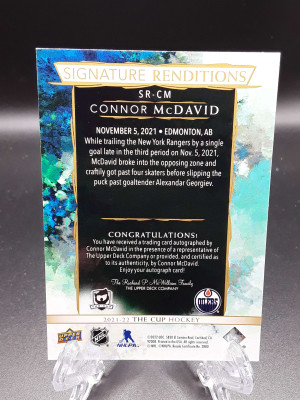 SIGNATURE RENDITIONS
SR-CM
CONNOR McDAVID
NOVEMBER 5, 2021 • EDMONTON, AB
While trailing the New York Rangers by a single
goal late in the third period on Nov. 5, 2021,
McDavid broke into the opposing zone and
craftily got past four skaters before slipping the
puck past goaltender Alexandar Georgiev.
CONGRATULATIONS!
You have received a trading card autographed by
Connor McDavid in the presence of a representative of
The Upper Deck Company or provided, and certified as
to its authenticity, by Connor McDavid.
Enjoy your autograph card!
The Richard P. McWilliam Family
THE UPPER DECK COMPANY
OILERS
2021-22 THE CUP HOCKEY
UPPER DECK
NHL
NHLPA